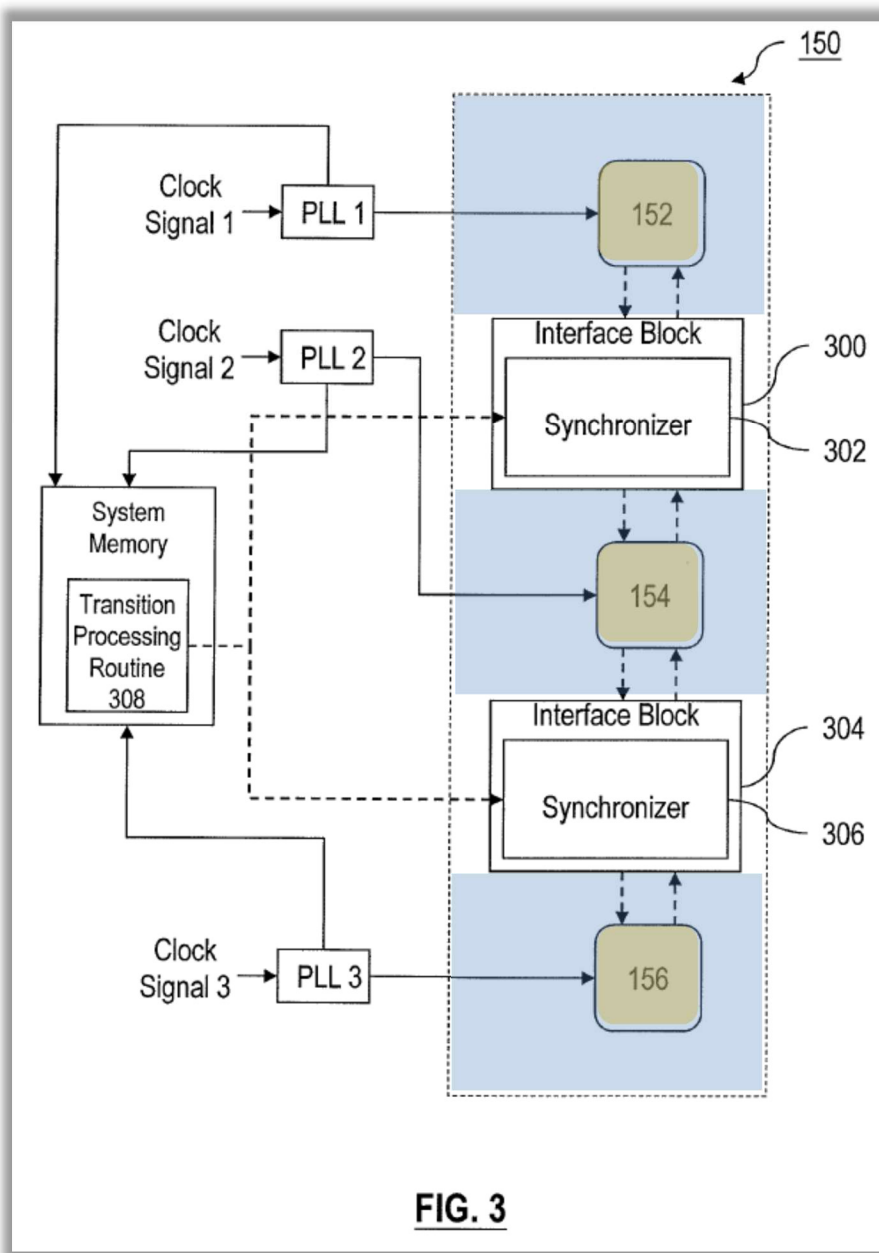 150
Clock
Signal 1
PLL 1
152
Clock
Signal 2
PLL 2
Interface Block
300
Synchronizer
302
System
Memory
Transition
Processing
Routine
308
154
Interface Block
304
Synchronizer
306
Clock
Signal 3
PLL 3
156
FIG. 3